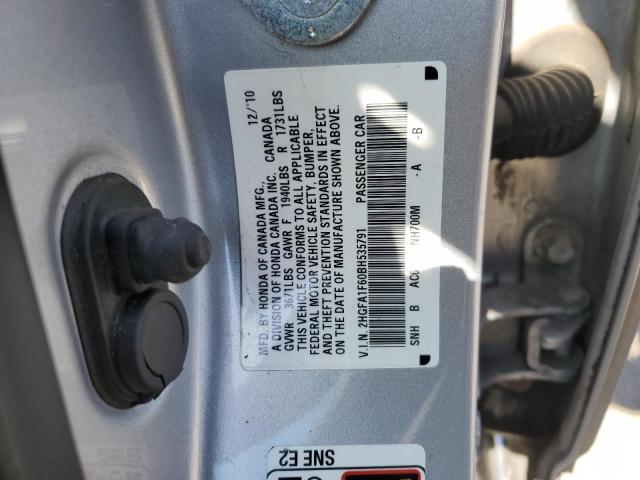 MFD. BY HONDA OF CANADA MFG., 12/'10
A DIVISION OF HONDA CANADA INC. CANADA
GVWR 3671LBS GAWR F 1940LBS R 1731LBS
THIS VEHICLE CONFORMS TO ALL APPLICABLE
FEDERAL MOTOR VEHICLE SAFETY, BUMPER,
AND THEFT PREVENTION STANDARDS IN EFFECT
ON THE DATE OF MANUFACTURE SHOWN ABOVE.
V.I.N. 2HGFA1F60BH535791 PASSENGER CAR
SNH B NH700M -A -B
SNE E2